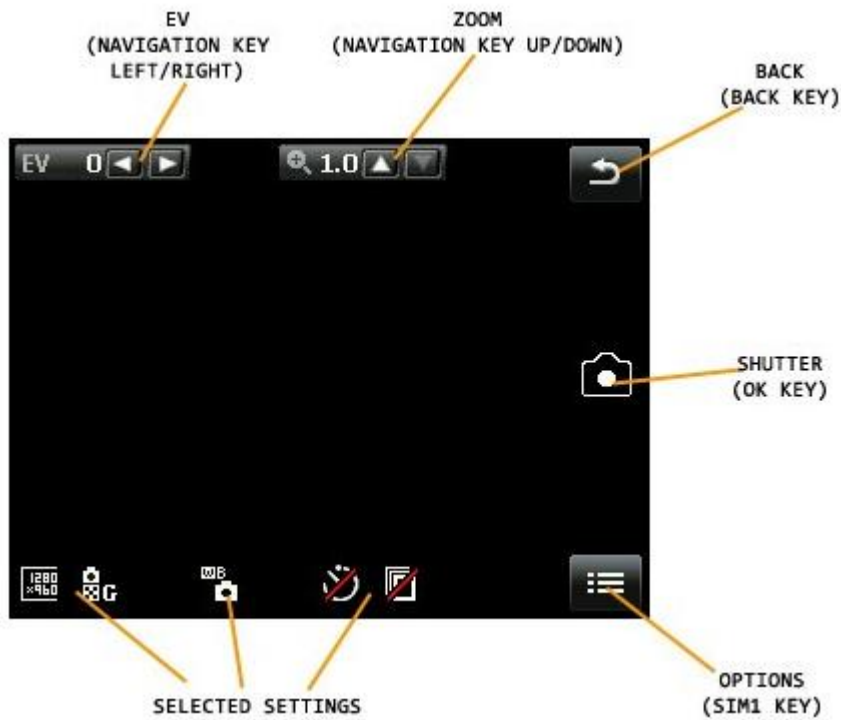 EV
(NAVIGATION KEY
LEFT/RIGHT)
ZOOM
(NAVIGATION KEY UP/DOWN)
BACK
(BACK KEY)
EV 0
1.0
SHUTTER
(OK KEY)
1280
×960
G
WB
SELECTED SETTINGS
OPTIONS
(SIM1 KEY)